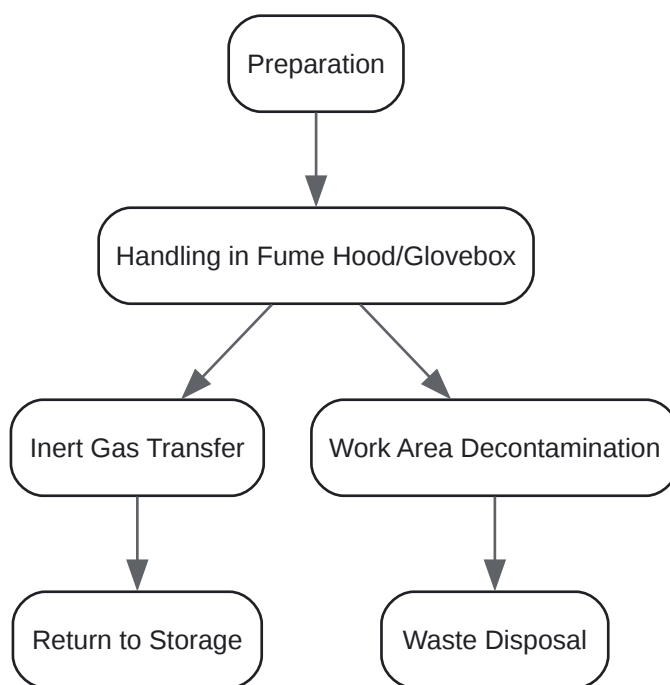 Preparation
Handling in Fume Hood/Glovebox
Inert Gas Transfer
Work Area Decontamination
Return to Storage
Waste Disposal